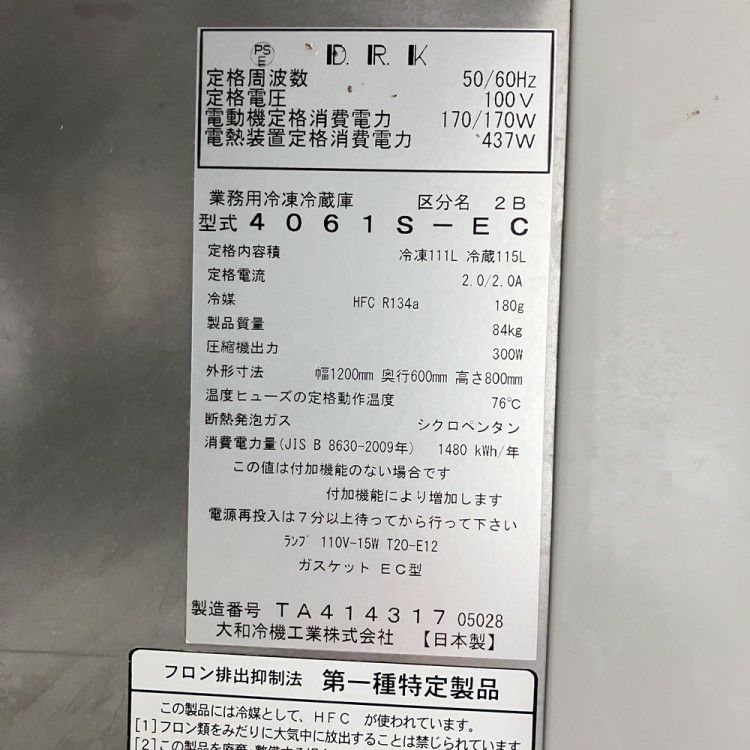 PS E D.R.K
定格周波数 50/60Hz
定格電圧 100V
電動機定格消費電力 170/170W
電熱装置定格消費電力 437W
業務用冷凍冷蔵庫 区分名 2B
型式 4061S-EC
定格内容積 冷凍111L 冷蔵115L
定格電流 2.0/2.0A
冷媒 HFC R134a 180g
製品質量 84kg
圧縮機出力 300W
外形寸法 幅1200mm 奥行600mm 高さ800mm
温度ヒューズの定格動作温度 76℃
断熱発泡ガス シクロペンタン
消費電力量(JIS B 8630-2009年) 1480 kWh/年
この値は付加機能のない場合です
付加機能により増加します
電源再投入は7分以上待ってから行って下さい
ランプ 110V-15W T20-E12
ガスケット EC型
製造番号 TA414317 05028
大和冷機工業株式会社 【日本製】
フロン排出抑制法 第一種特定製品
この製品には冷媒として、HFC が使われています。
[1]フロン類をみだりに大気中に放出することは禁じられています
[2]この製品を廃棄・整備する